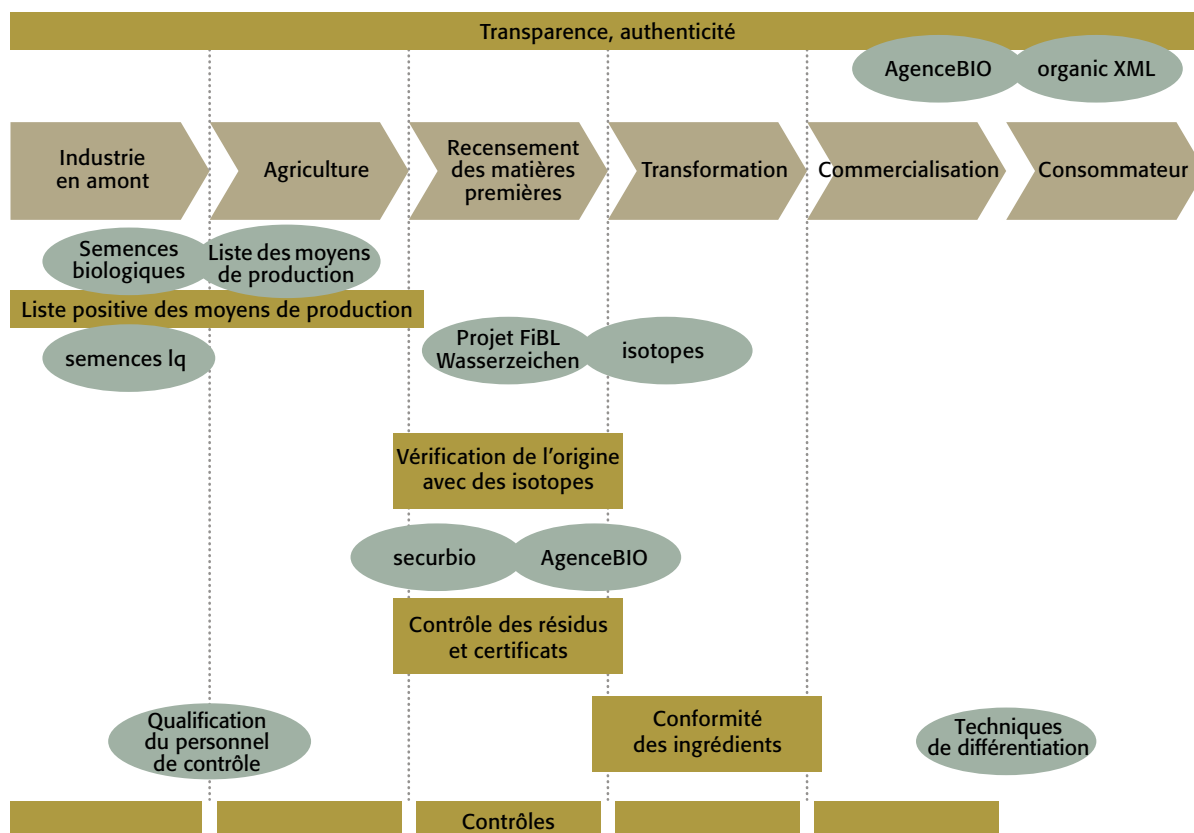 Transparence, authenticité
AgenceBIO
organic XML
Industrie
en amont
Agriculture
Recensement
des matières
premières
Transformation
Commercialisation
Consommateur
Semences
biologiques
Liste des moyens
de production
Liste positive des moyens de production
semences lq
Projet FiBL
Wasserzeichen
isotopes
Vérification de l’origine
avec des isotopes
securbio
AgenceBIO
Contrôle des résidus
et certificats
Qualification
du personnel
de contrôle
Conformité
des ingrédients
Techniques
de différentiation
Contrôles